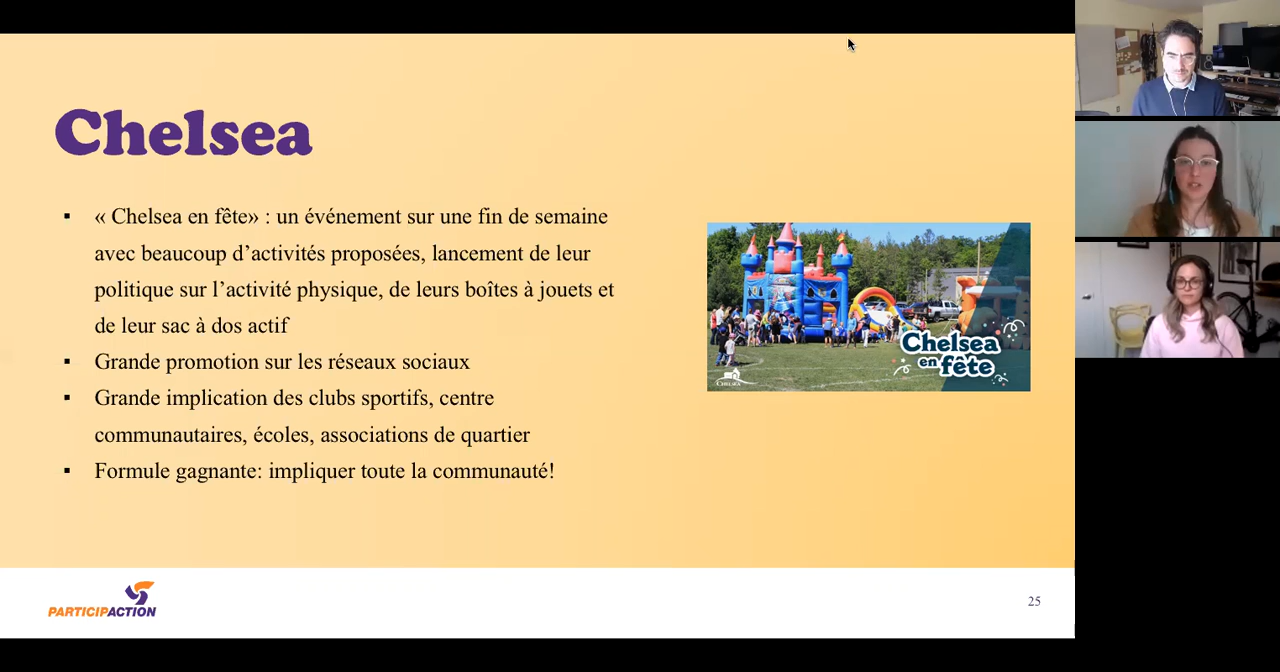 Chelsea
▪ « Chelsea en fête» : un événement sur une fin de semaine
avec beaucoup d’activités proposées, lancement de leur
politique sur l’activité physique, de leurs boîtes à jouets et
de leur sac à dos actif
▪ Grande promotion sur les réseaux sociaux
▪ Grande implication des clubs sportifs, centre
communautaires, écoles, associations de quartier
▪ Formule gagnante: impliquer toute la communauté!
Chelsea
en fête
CHELSEA
PARTICIPACTION
25